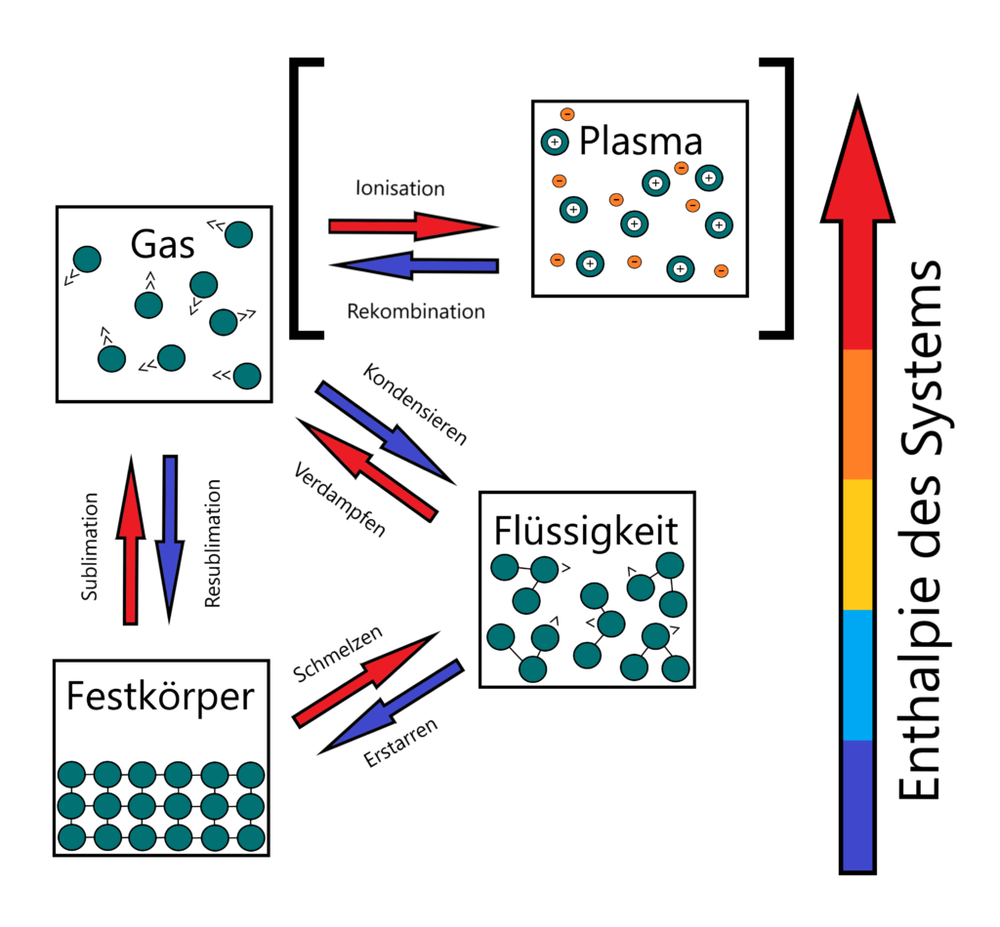 Plasma
Ionisation
Gas
Rekombination
Kondensieren
Verdampfen
Sublimation
Resublimation
Flüssigkeit
Schmelzen
Festkörper
Erstarren
Enthalpie des Systems